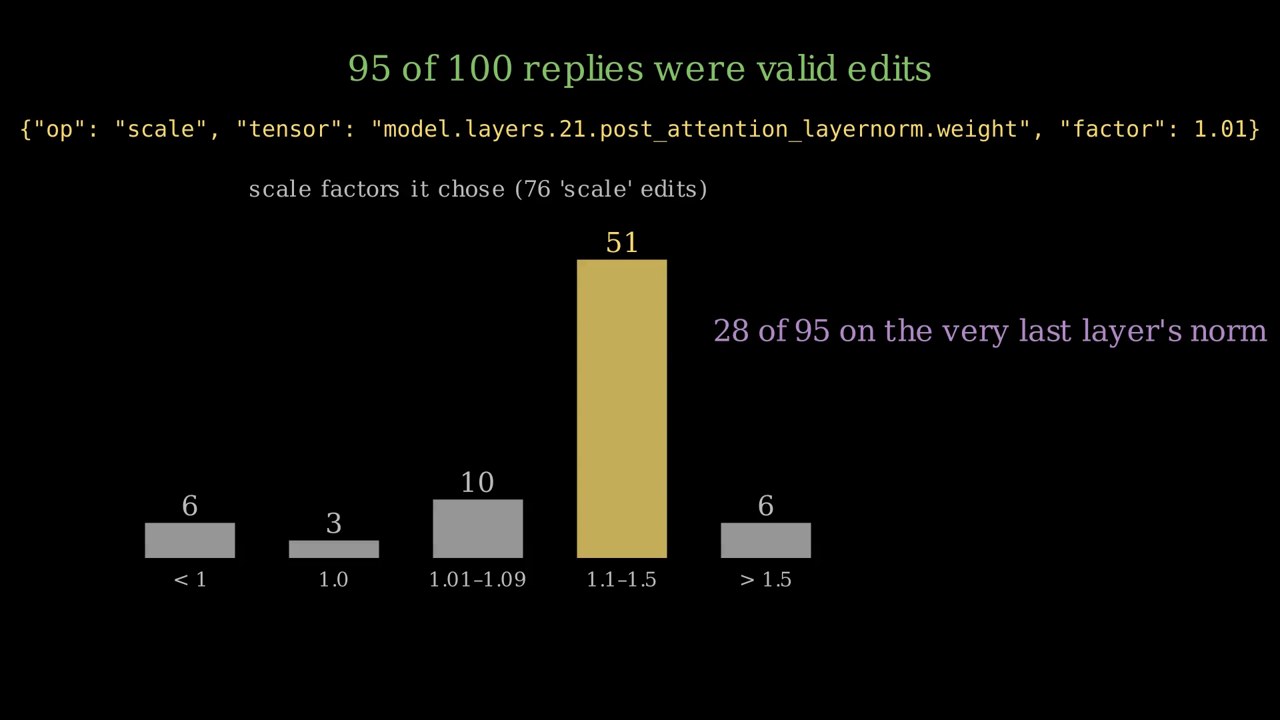 95 of 100 replies were valid edits
{"op": "scale", "tensor": "model.layers.21.post_attention_layernorm.weight", "factor": 1.01}
scale factors it chose (76 'scale' edits)
51
28 of 95 on the very last layer's norm
10
6
3
6
< 1
1.0
1.01–1.09
1.1–1.5
> 1.5